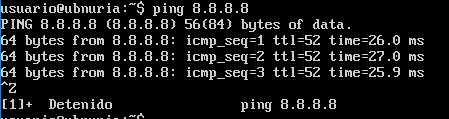 usuario@ubnuria:~$ ping 8.8.8.8
PING 8.8.8.8 (8.8.8.8) 56(84) bytes of data.
64 bytes from 8.8.8.8: icmp_seq=1 ttl=52 time=26.0 ms
64 bytes from 8.8.8.8: icmp_seq=2 ttl=52 time=27.0 ms
64 bytes from 8.8.8.8: icmp_seq=3 ttl=52 time=25.9 ms
^Z
[1]+  Detenido                ping 8.8.8.8
usuario@ubnuria:~$